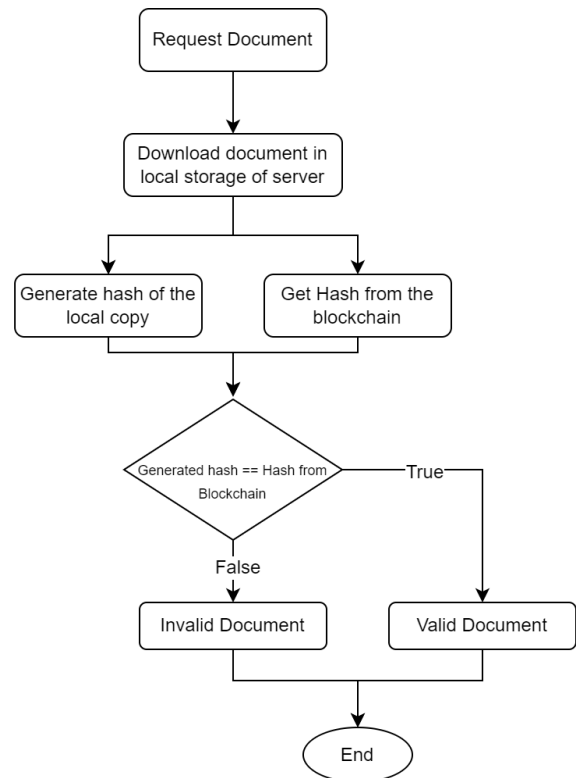 Request Document
Download document in
local storage of server
Generate hash of the
local copy
Get Hash from the
blockchain
Generated hash == Hash from
Blockchain
True
False
Invalid Document
Valid Document
End